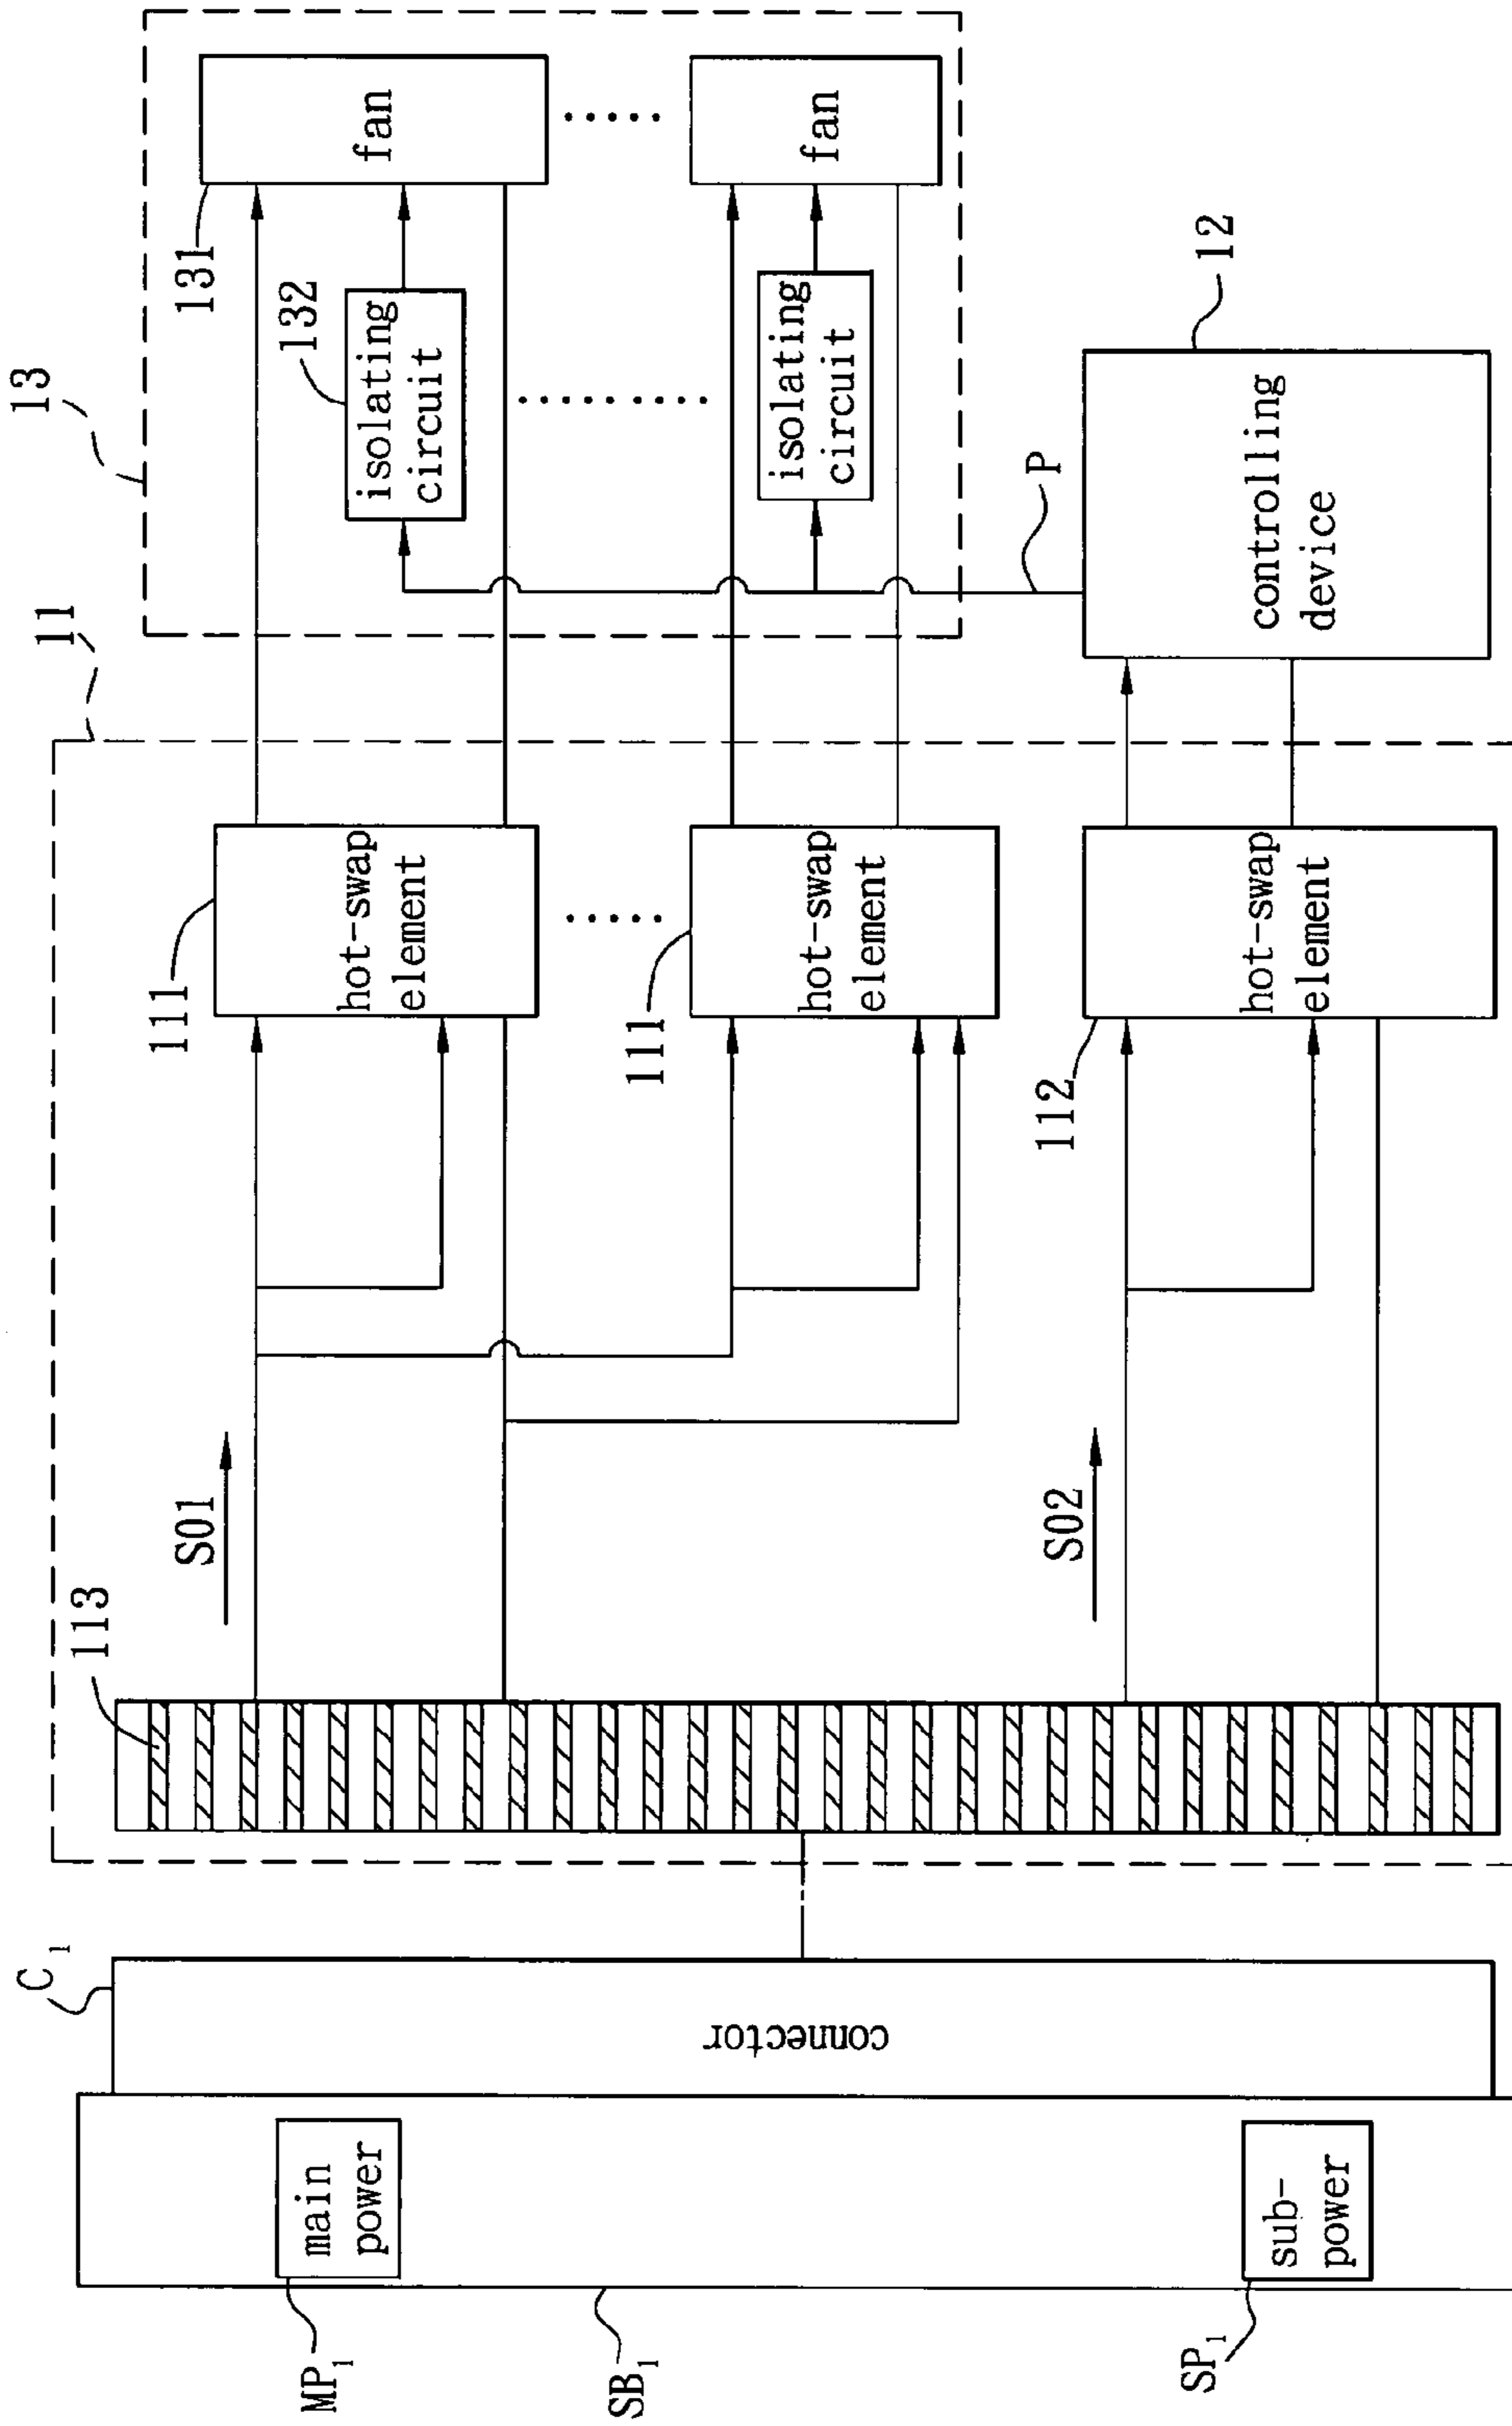 13
11
131
fan
132
isolating
circuit
fan
isolating
circuit
P
12
controlling
device
111
hot-swap
element
111
hot-swap
element
112
hot-swap
element
113
S01
S02
C1
connector
main
power
sub-
power
MP1
SB1
SP1